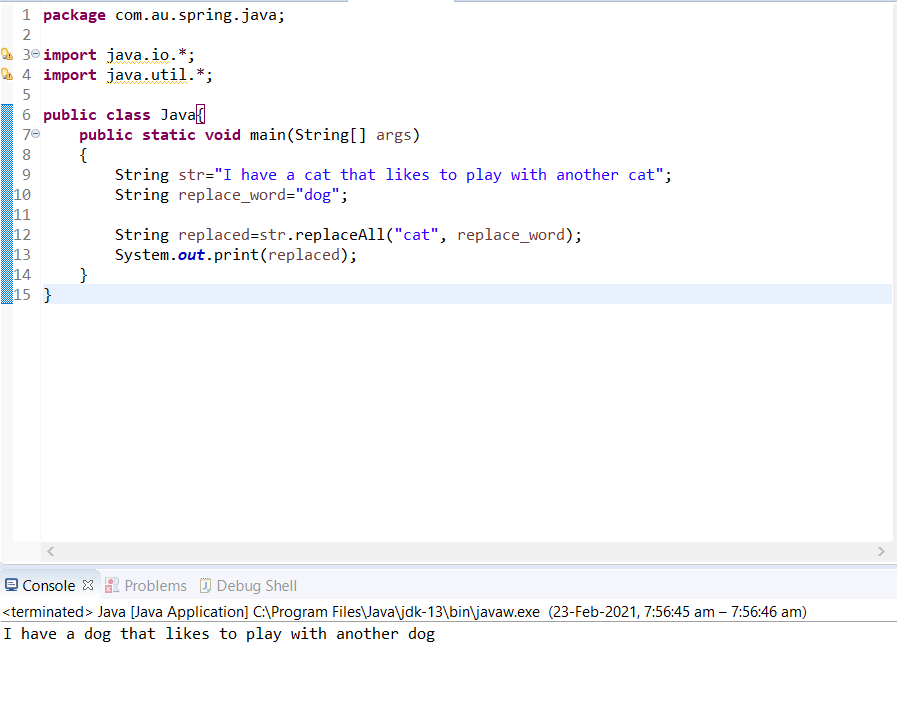 1 package com.au.spring.java;
2
3 import java.io.*;
4 import java.util.*;
5
6 public class Java{
7 public static void main(String[] args)
8 {
9 String str="I have a cat that likes to play with another cat";
10 String replace_word="dog";
11
12 String replaced=str.replaceAll("cat", replace_word);
13 System.out.print(replaced);
14 }
15 }
Console Problems Debug Shell
<terminated> Java [Java Application] C:\Program Files\Java\jdk-13\bin\javaw.exe (23-Feb-2021, 7:56:45 am – 7:56:46 am)
I have a dog that likes to play with another dog